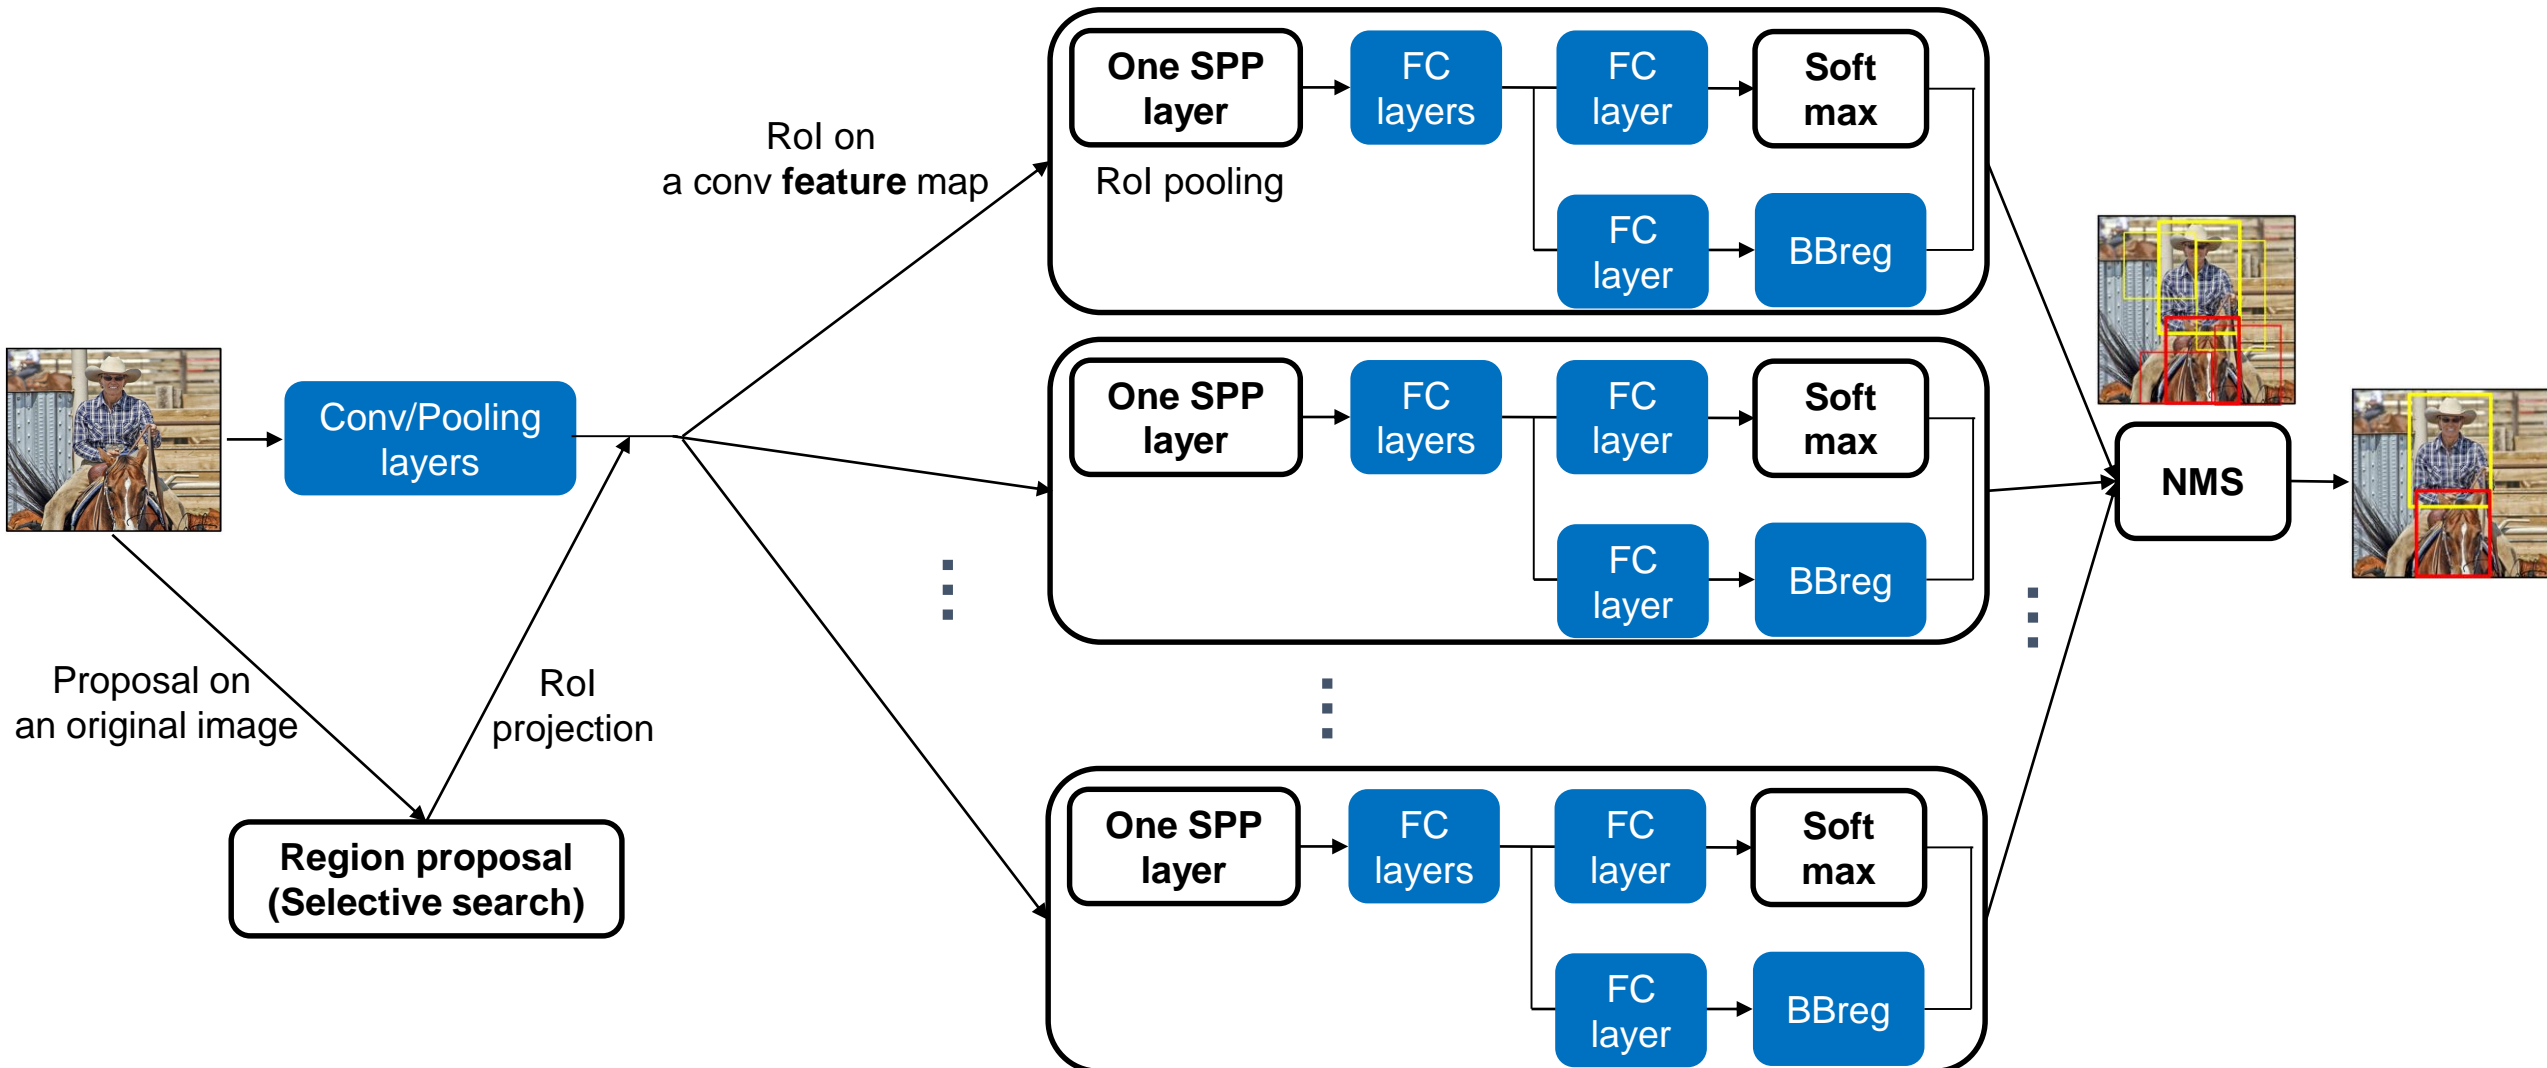 RoI on
a conv feature map
One SPP
layer
FC
layers
FC
layer
Soft
max
RoI pooling
FC
layer
BBreg
Conv/Pooling
layers
One SPP
layer
FC
layers
FC
layer
Soft
max
FC
layer
BBreg
NMS
Proposal on
an original image
RoI
projection
Region proposal
(Selective search)
One SPP
layer
FC
layers
FC
layer
Soft
max
FC
layer
BBreg